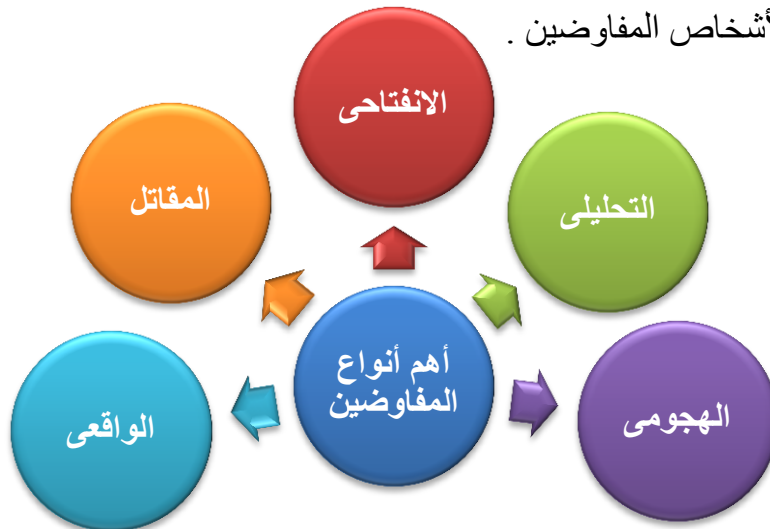 أشخاص المفاوضين .
الانفتاحى
التحليلى
المقاتل
أهم أنواع
المفاوضين
الهجومى
الواقعى